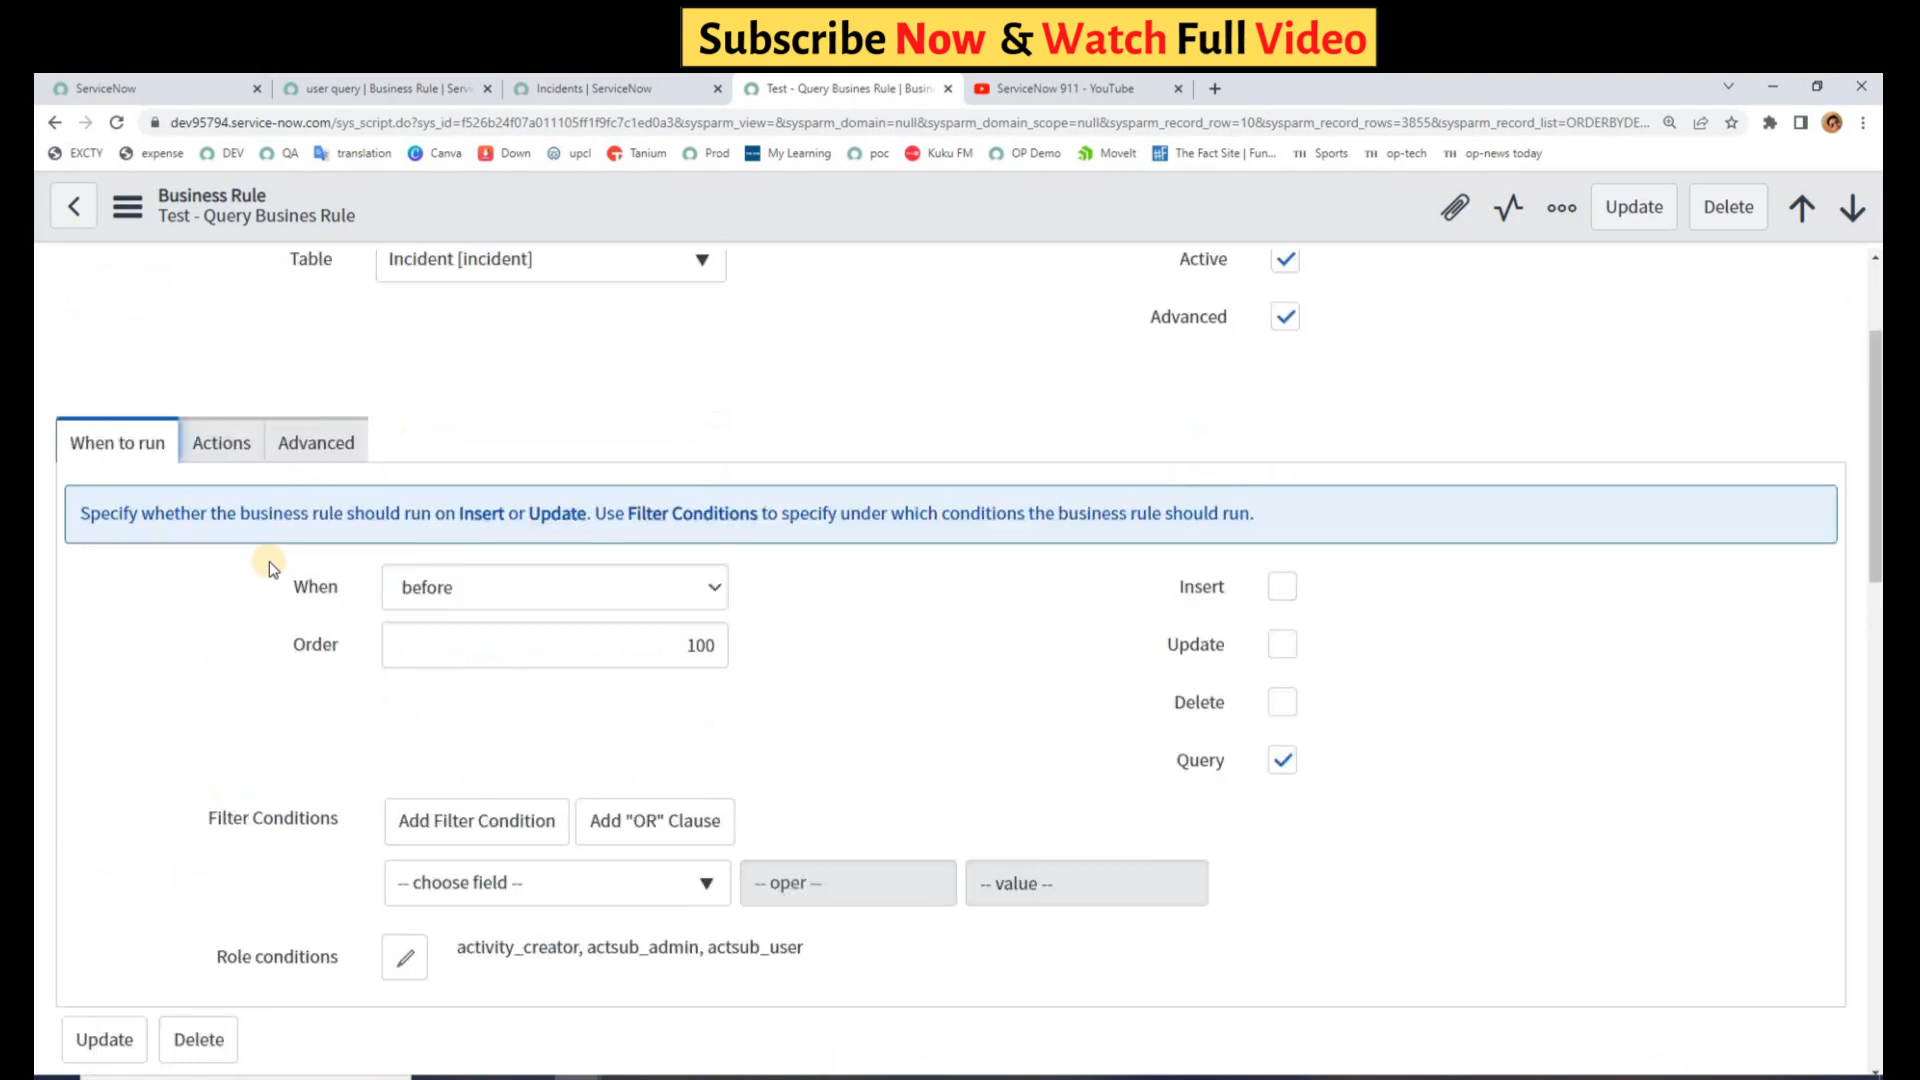 Subscribe Now & Watch Full Video
ServiceNow
user query | Business Rule | Servi
Incidents | ServiceNow
Test - Query Busines Rule | Busin
ServiceNow 911 - YouTube
dev95794.service-now.com/sys_script.do?sys_id=f526b24f07a011105ff1f9fc7c1ed0a3&sysparm_view=&sysparm_domain=null&sysparm_domain_scope=null&sysparm_record_row=10&sysparm_record_rows=3855&sysparm_record_list=ORDERBYDE...
EXCTY expense DEV QA translation Canva Down upcl Tanium Prod My Learning poc Kuku FM OP Demo MoveIt The Fact Site | Fun... TH Sports TH op-tech TH op-news today
Business Rule
Test - Query Busines Rule
Update Delete
Table Incident [incident] Active
Advanced
When to run Actions Advanced
Specify whether the business rule should run on Insert or Update. Use Filter Conditions to specify under which conditions the business rule should run.
When before Insert
Order 100 Update
Delete
Query
Filter Conditions Add Filter Condition Add "OR" Clause
-- choose field -- -- oper -- -- value --
Role conditions activity_creator, actsub_admin, actsub_user
Update Delete